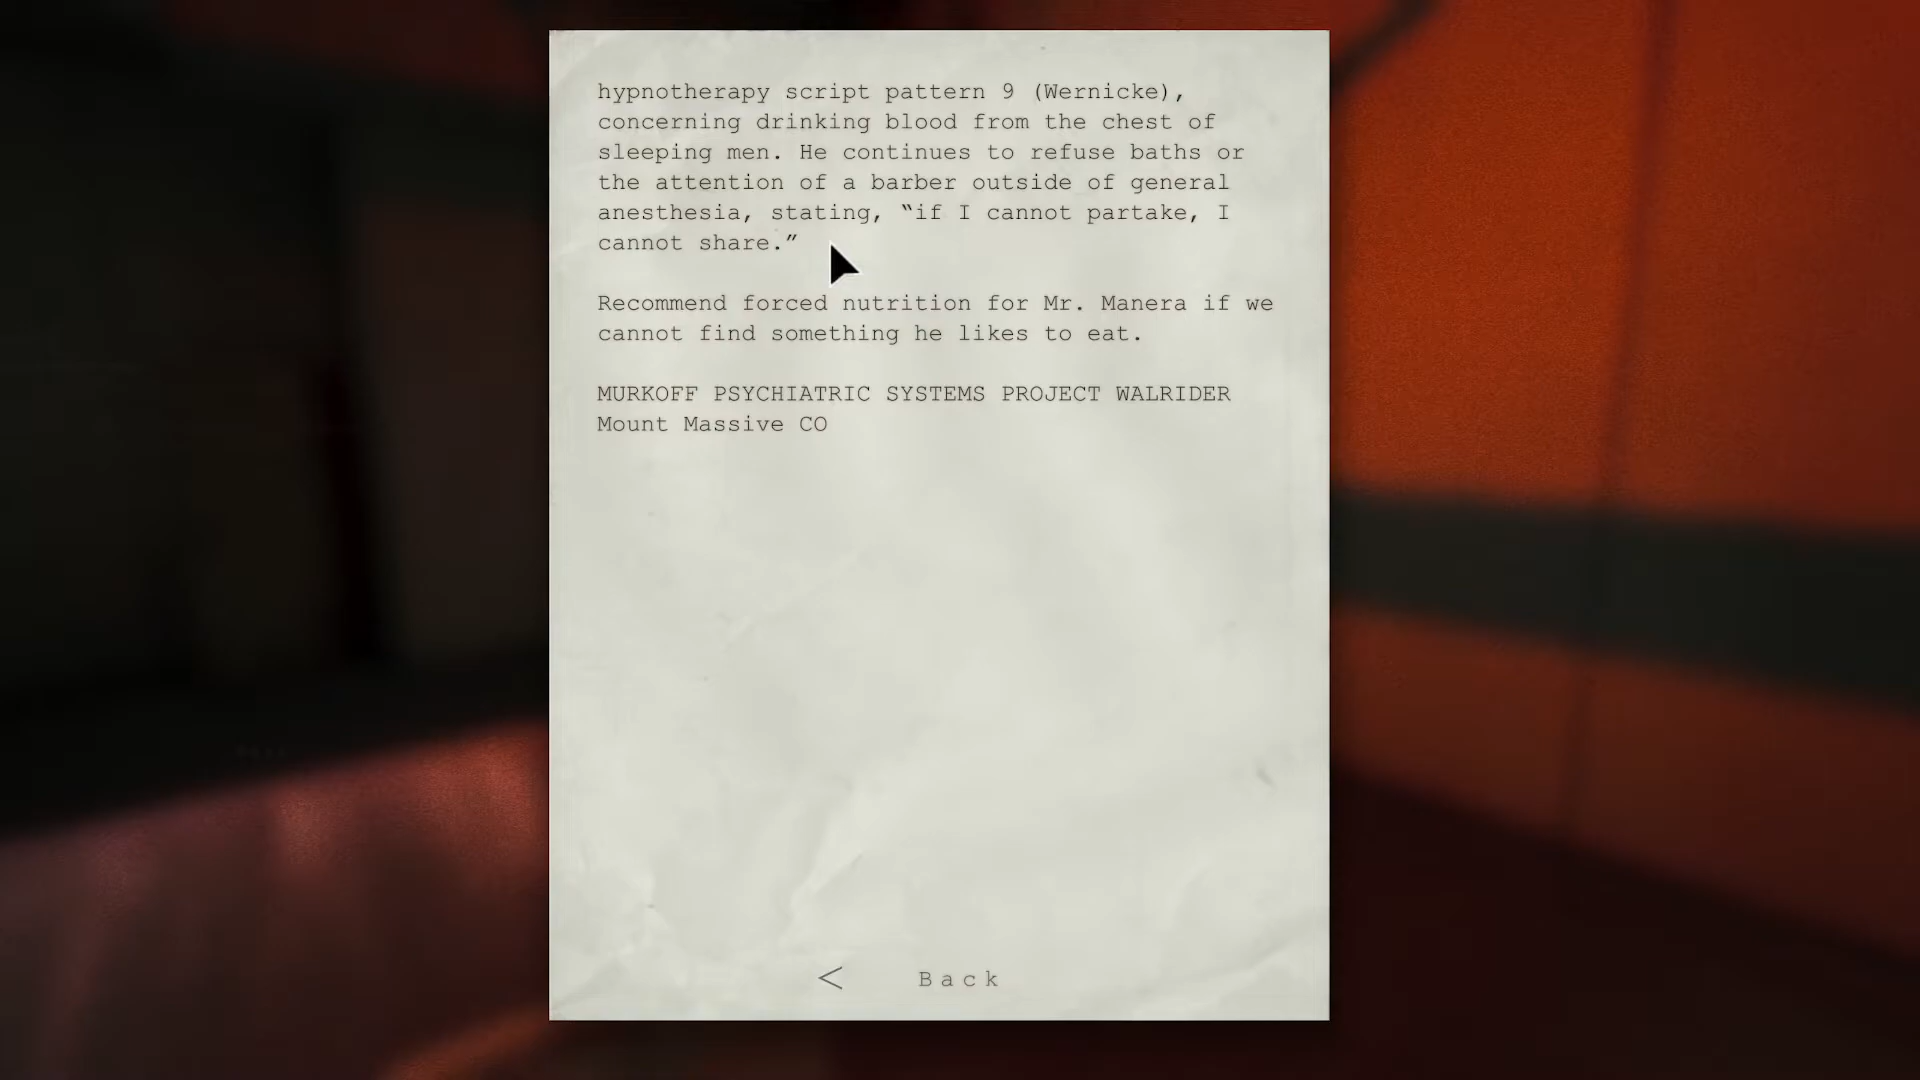 hypnotherapy script pattern 9 (Wernicke),
concerning drinking blood from the chest of
sleeping men. He continues to refuse baths or
the attention of a barber outside of general
anesthesia, stating, “if I cannot partake, I
cannot share.”
Recommend forced nutrition for Mr. Manera if we
cannot find something he likes to eat.
MURKOFF PSYCHIATRIC SYSTEMS PROJECT WALRIDER
Mount Massive CO
< Back